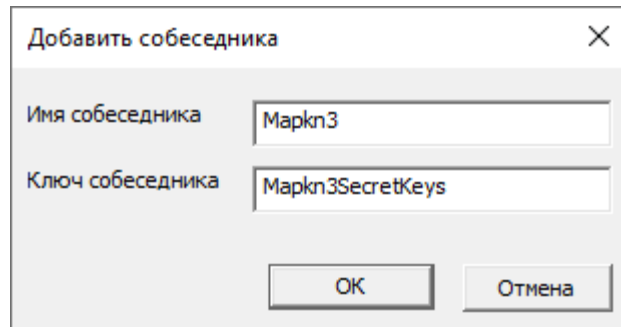 Добавить собеседника
Имя собеседника Mapkn3
Ключ собеседника Mapkn3SecretKeys
OK Отмена